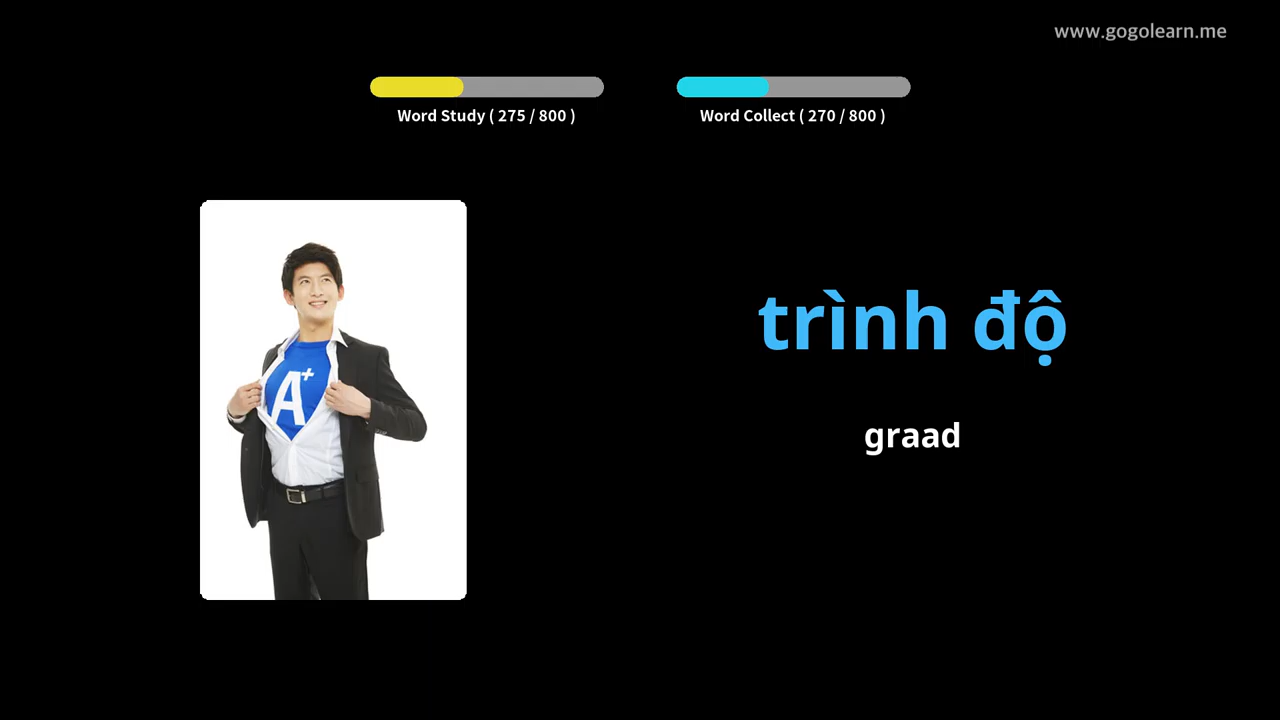 www.gogolearn.me
Word Study ( 275 / 800 )
Word Collect ( 270 / 800 )
A+
trình độ
graad